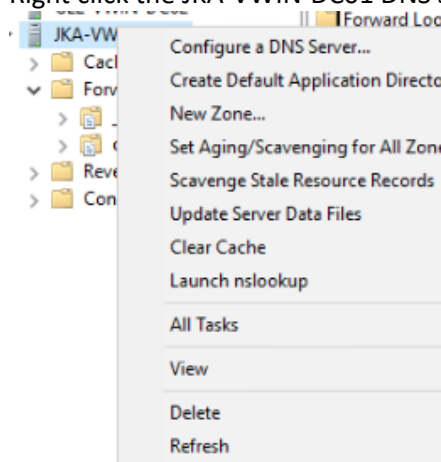 Right click the JKA-VWIN-DC01 DNS
Forward Loo
JKA-VW
Cacl
Forv
Reve
Con
Configure a DNS Server...
Create Default Application Directo
New Zone...
Set Aging/Scavenging for All Zone
Scavenge Stale Resource Records
Update Server Data Files
Clear Cache
Launch nslookup
All Tasks
View
Delete
Refresh